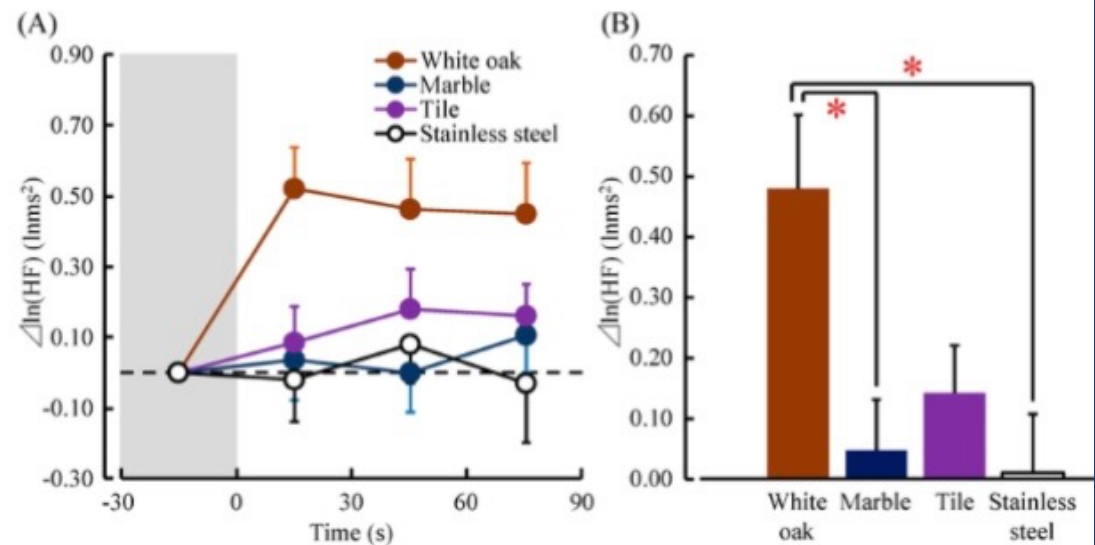 (A)
0.90
0.70
0.50
0.30
0.10
-0.10
-0.30
⊿ln(HF) (lnms²)
-30 0 30 60 90
Time (s)
White oak
Marble
Tile
Stainless steel
(B)
0.70
0.60
0.50
0.40
0.30
0.20
0.10
0.00
⊿ln(HF) (lnms²)
*
*
White Marble Tile Stainless
oak steel